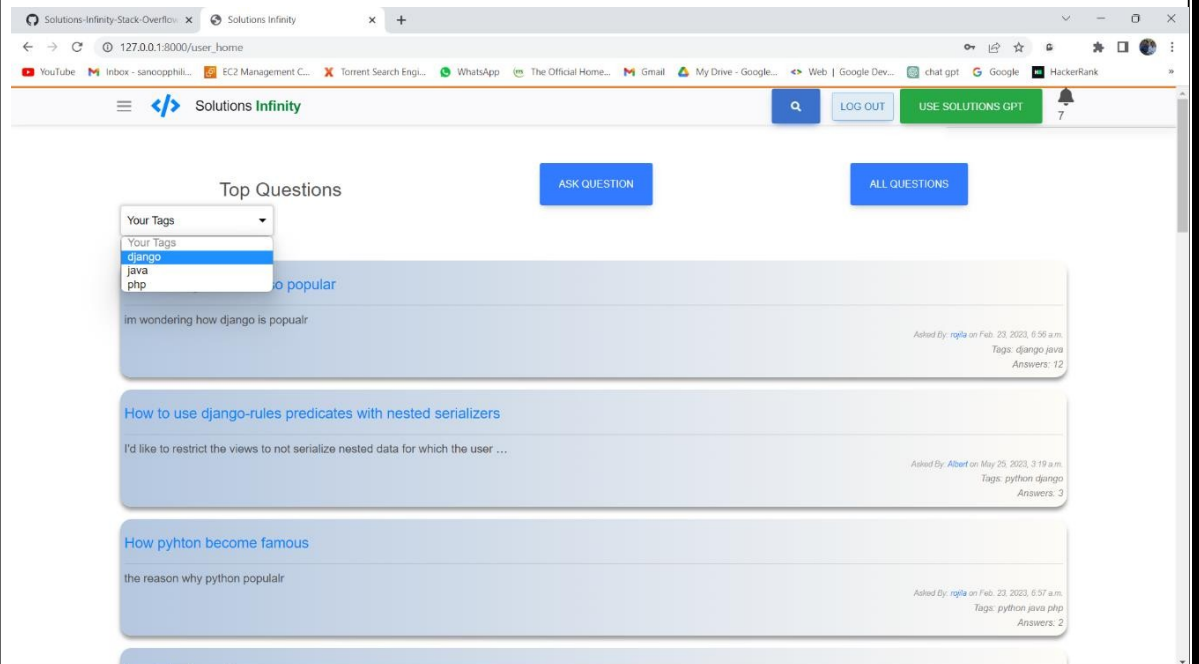 Solutions-Infinity-Stack-Overflow
Solutions Infinity
127.0.0.1:8000/user_home
YouTube
Inbox - sanoopphili...
EC2 Management C...
Torrent Search Engi...
WhatsApp
The Official Home...
Gmail
My Drive - Google...
Web | Google Dev...
chat gpt
Google
HackerRank
»
Solutions Infinity
LOG OUT
USE SOLUTIONS GPT
7
Top Questions
ASK QUESTION
ALL QUESTIONS
Your Tags
Your Tags
django
java
php
so popular
im wondering how django is popualr
Asked By: rojila on Feb. 23, 2023, 6:56 a.m.
Tags: django java
Answers: 12
How to use django-rules predicates with nested serializers
I'd like to restrict the views to not serialize nested data for which the user …
Asked By: Albert on May 25, 2023, 3:19 a.m.
Tags: python django
Answers: 3
How pyhton become famous
the reason why python populalr
Asked By: rojila on Feb. 23, 2023, 6:57 a.m.
Tags: python java php
Answers: 2